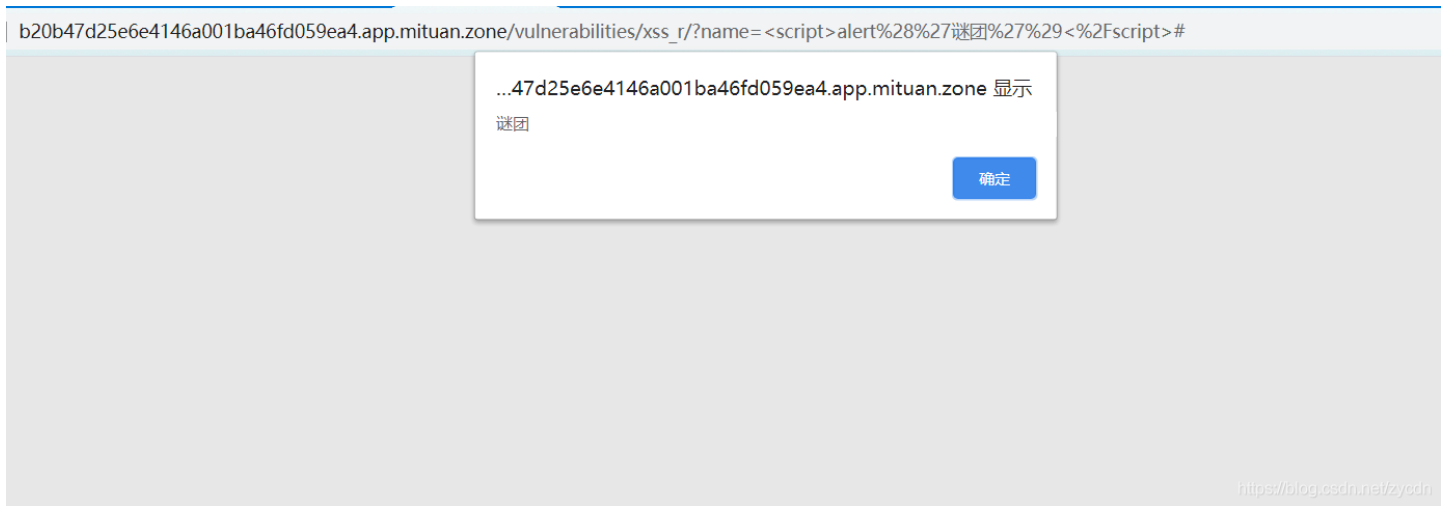 b20b47d25e6e4146a001ba46fd059ea4.app.mituan.zone/vulnerabilities/xss_r/?name=<script>alert%28%27谜团%27%29<%2Fscript>#
...47d25e6e4146a001ba46fd059ea4.app.mituan.zone 显示
谜团
确定
https://blog.csdn.net/zycdn